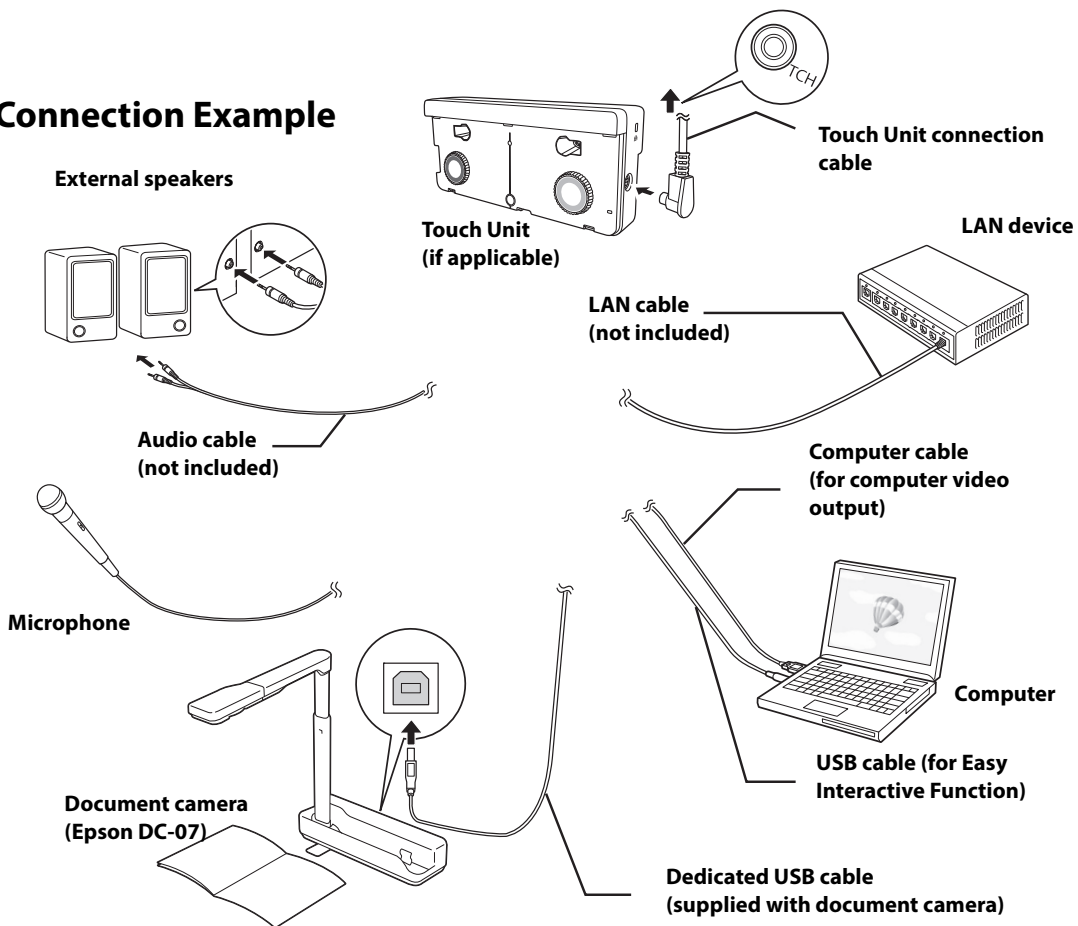 Connection Example
TCH
Touch Unit connection
cable
External speakers
Touch Unit
(if applicable)
LAN device
LAN cable
(not included)
Audio cable
(not included)
Computer cable
(for computer video
output)
Microphone
Computer
USB cable (for Easy
Interactive Function)
Document camera
(Epson DC-07)
Dedicated USB cable
(supplied with document camera)